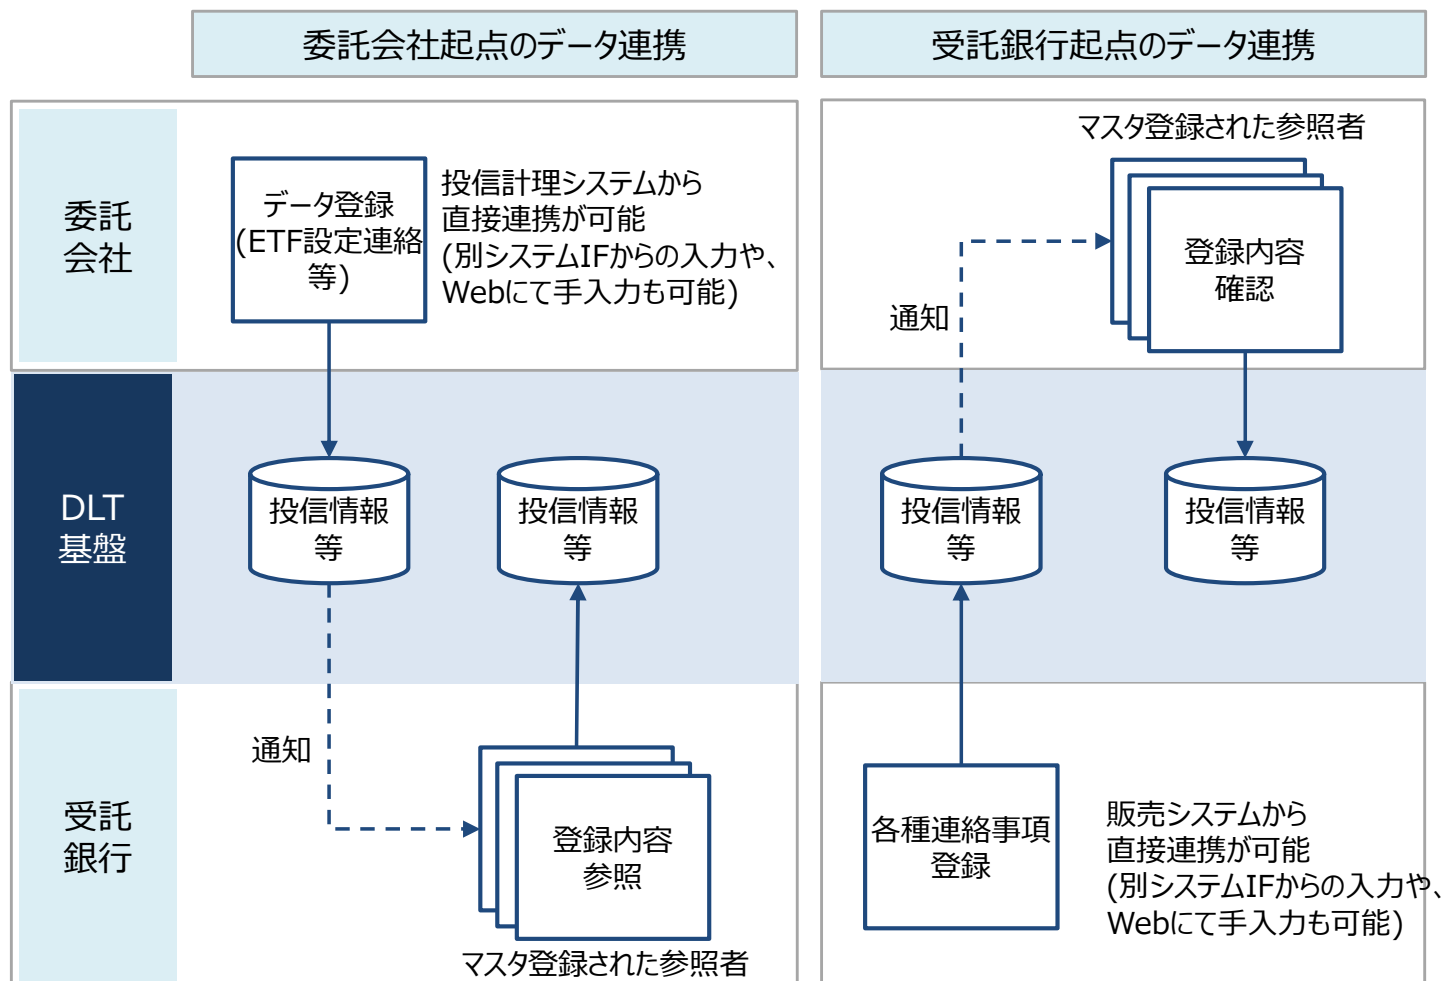 委託会社起点のデータ連携
受託銀行起点のデータ連携
委託
会社
データ登録
(ETF設定連絡
等)
投信計理システムから
直接連携が可能
(別システムIFからの入力や、
Webにて手入力も可能)
マスタ登録された参照者
登録内容
確認
通知
DLT
基盤
投信情報
等
投信情報
等
投信情報
等
投信情報
等
受託
銀行
通知
登録内容
参照
マスタ登録された参照者
各種連絡事項
登録
販売システムから
直接連携が可能
(別システムIFからの入力や、
Webにて手入力も可能)